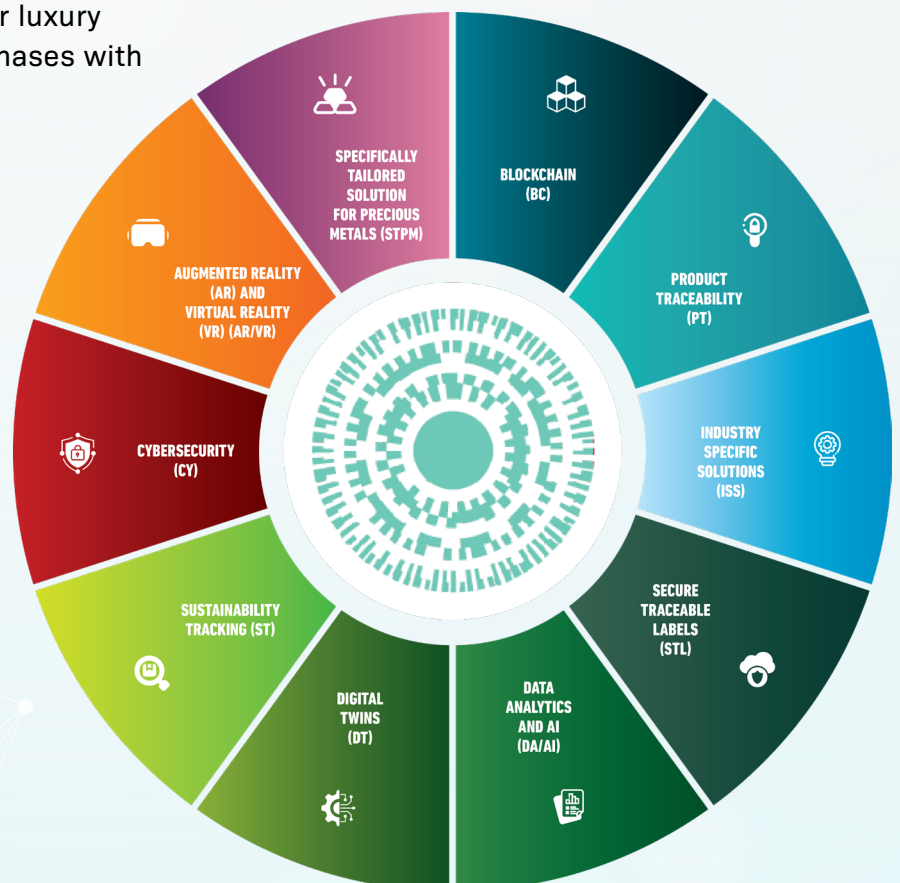 r luxury
hases with
SPECIFICALLY
TAILORED
SOLUTION
FOR PRECIOUS
METALS (STPM)
BLOCKCHAIN
(BC)
PRODUCT
TRACEABILITY
(PT)
INDUSTRY
SPECIFIC
SOLUTIONS
(ISS)
SECURE
TRACEABLE
LABELS
(STL)
DATA
ANALYTICS
AND AI
(DA/AI)
DIGITAL
TWINS
(DT)
SUSTAINABILITY
TRACKING (ST)
CYBERSECURITY
(CY)
AUGMENTED REALITY
(AR) AND
VIRTUAL REALITY
(VR) (AR/VR)